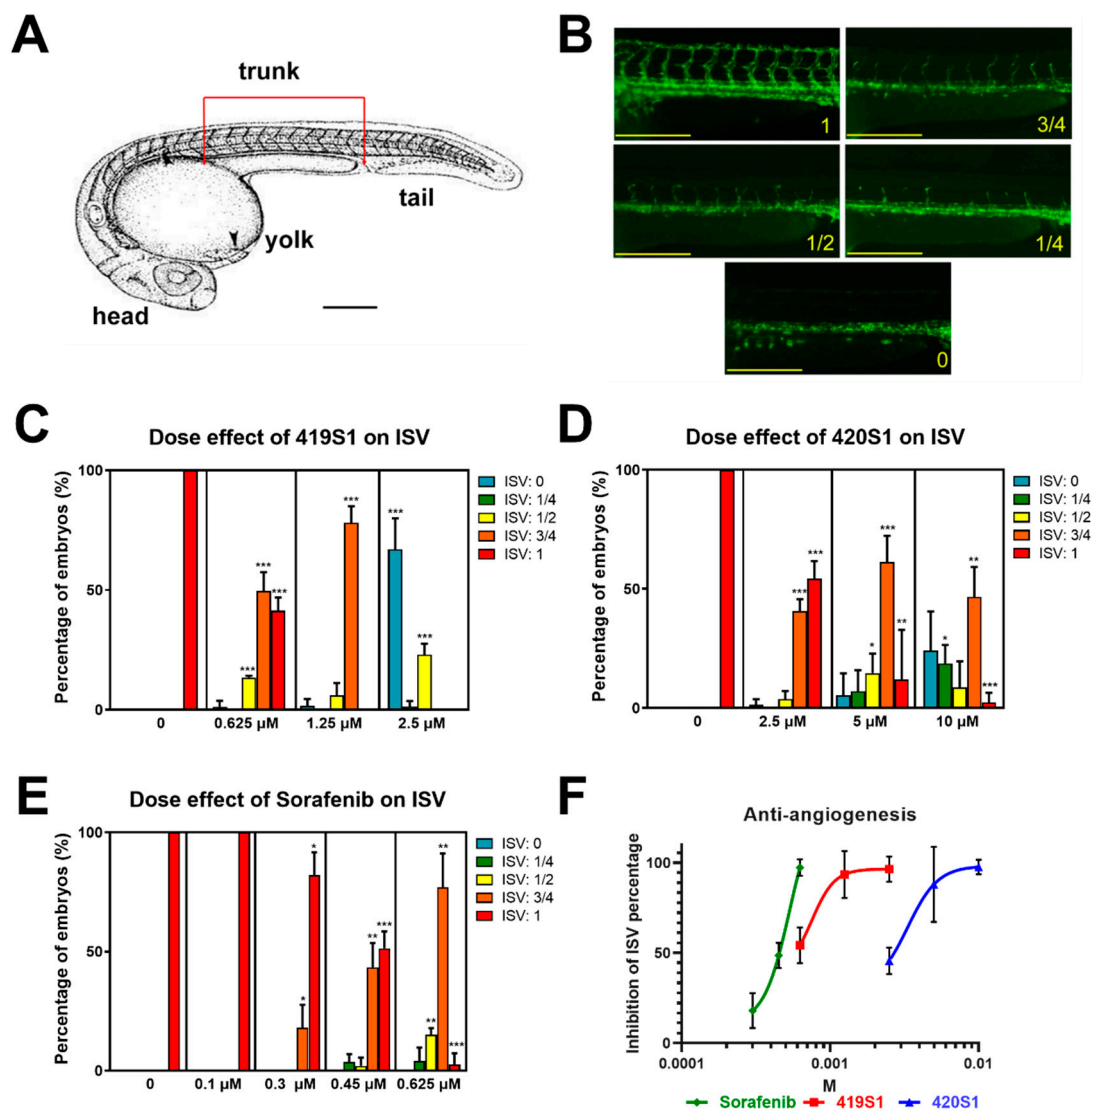 A
trunk
tail
yolk
head
B
1
3/4
1/2
1/4
0
C
Dose effect of 419S1 on ISV
Percentage of embryos (%)
100
50
0
***
***
***
***
***
***
0
0.625 µM
1.25 µM
2.5 µM
ISV: 0
ISV: 1/4
ISV: 1/2
ISV: 3/4
ISV: 1
D
Dose effect of 420S1 on ISV
Percentage of embryos (%)
100
50
0
***
***
*
***
**
*
**
***
0
2.5 µM
5 µM
10 µM
ISV: 0
ISV: 1/4
ISV: 1/2
ISV: 3/4
ISV: 1
E
Dose effect of Sorafenib on ISV
Percentage of embryos (%)
100
50
0
*
*
**
***
**
**
***
0
0.1 µM
0.3 µM
0.45 µM
0.625 µM
ISV: 0
ISV: 1/4
ISV: 1/2
ISV: 3/4
ISV: 1
F
Anti-angiogenesis
Inhibition of ISV percentage
100
50
0
0.0001
0.001
0.01
M
Sorafenib
419S1
420S1